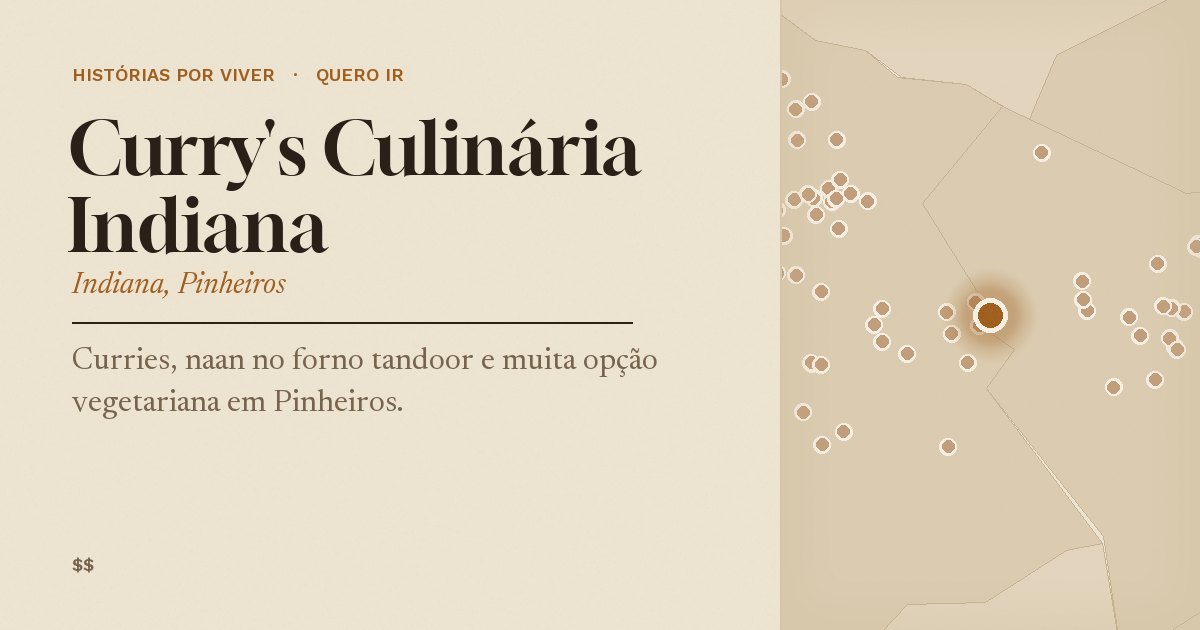 HISTÓRIAS POR VIVER · QUERO IR
Curry's Culinária
Indiana
Indiana, Pinheiros
Curries, naan no forno tandoor e muita opção
vegetariana em Pinheiros.
$$